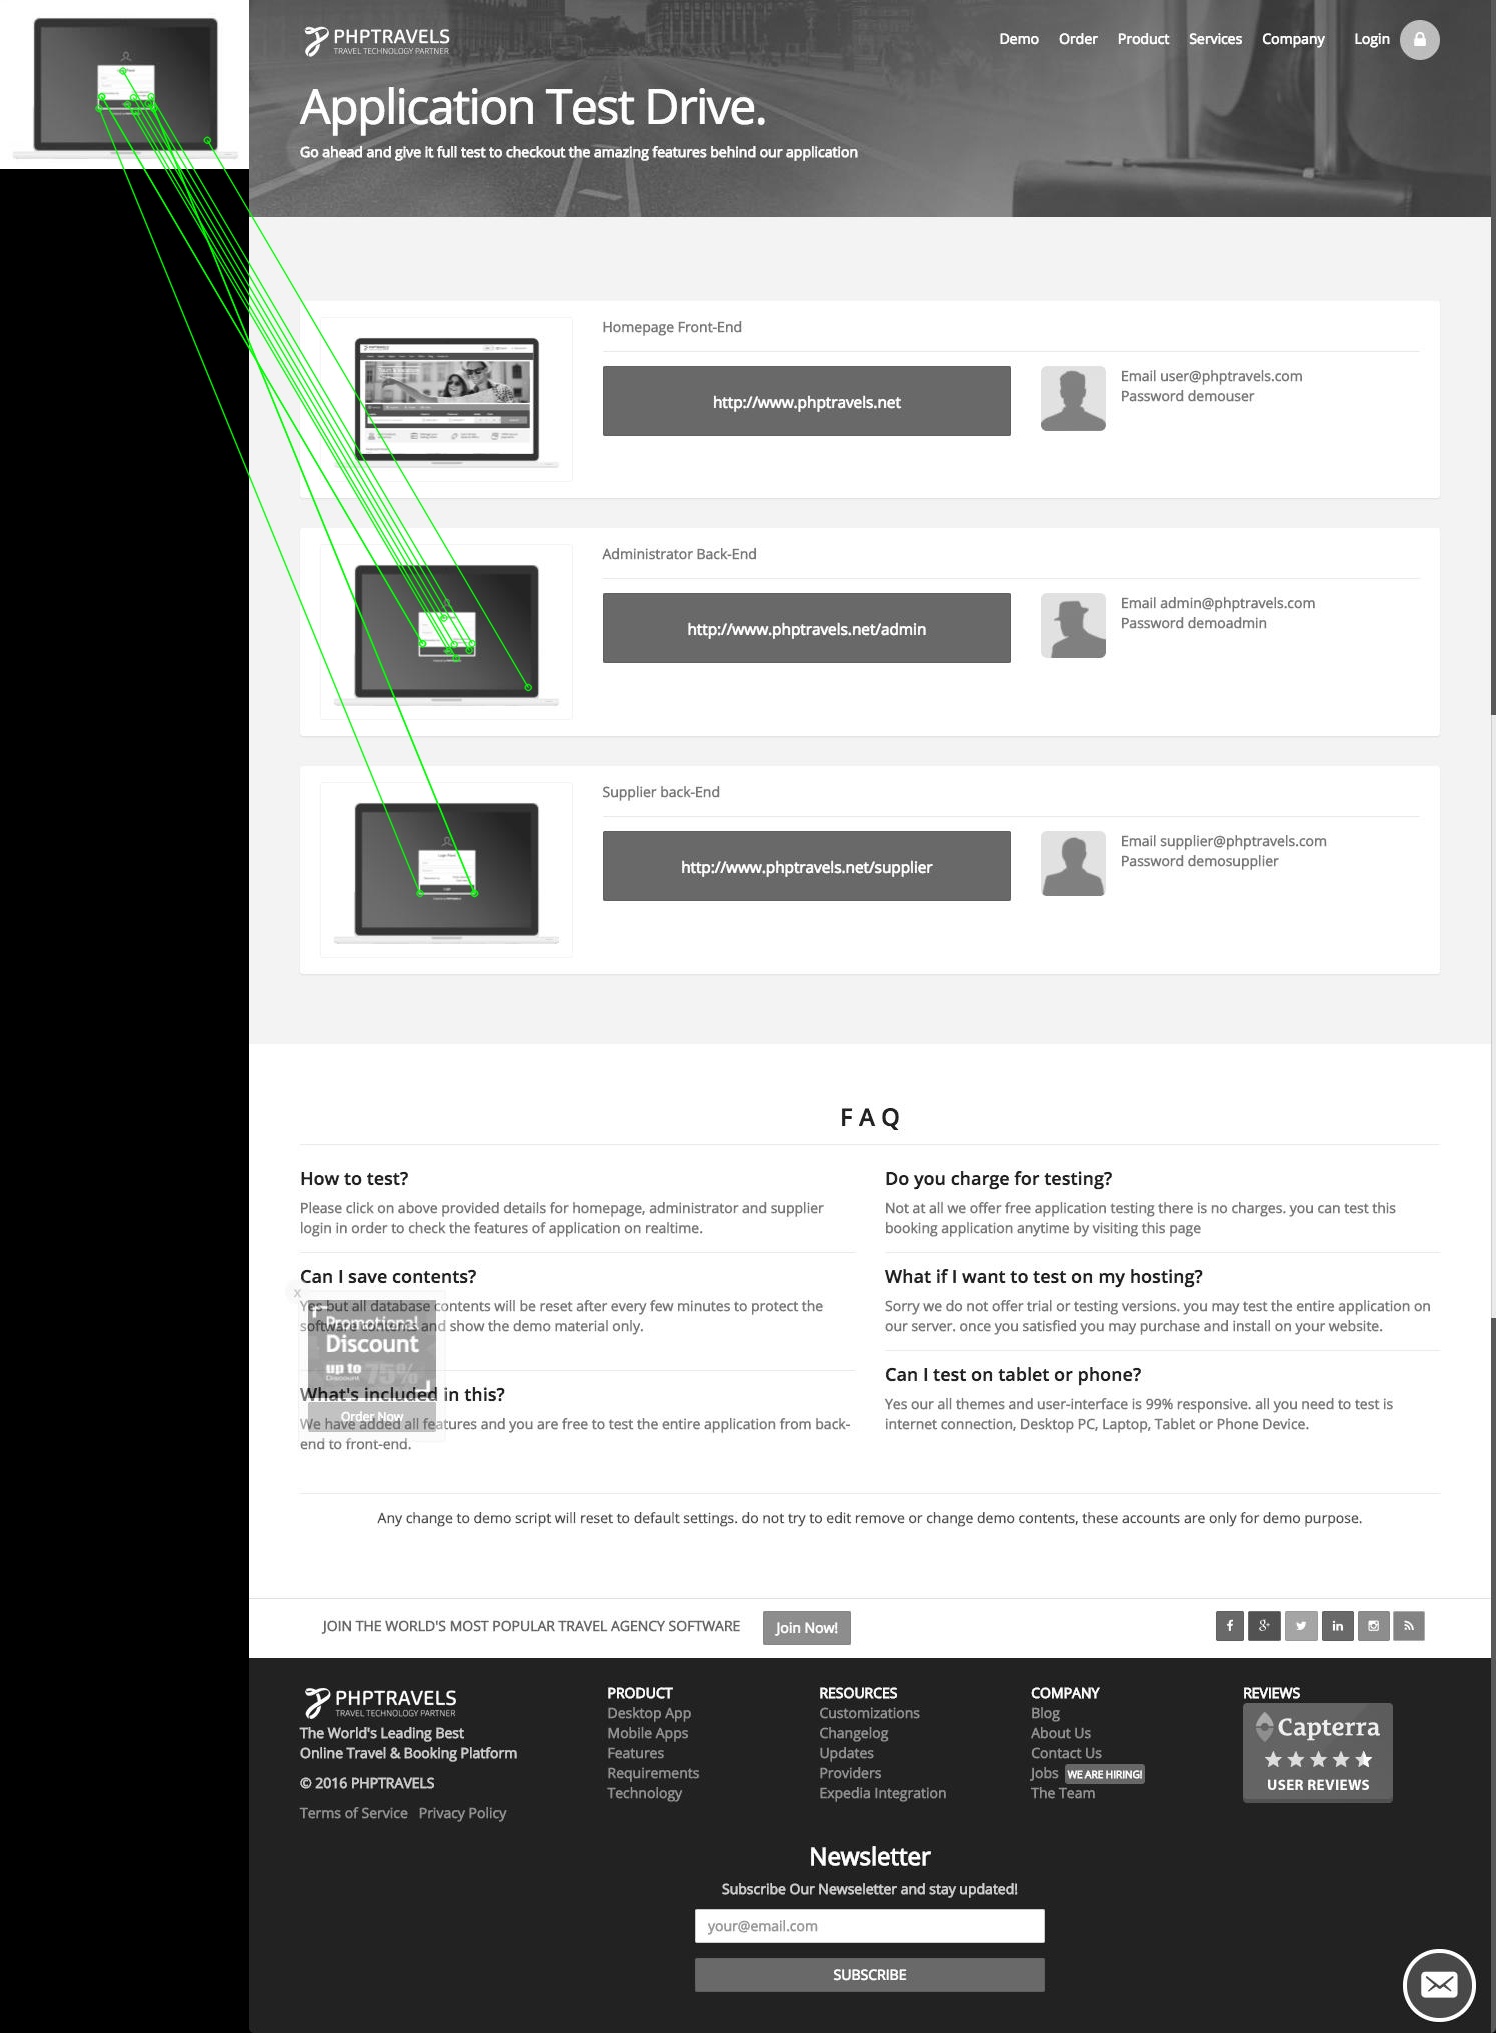 PHPTRAVELS
TRAVEL TECHNOLOGY PARTNER
Demo Order Product Services Company Login
Application Test Drive.
Go ahead and give it full test to checkout the amazing features behind our application
Homepage Front-End
http://www.phptravels.net
Email user@phptravels.com
Password demouser
Administrator Back-End
http://www.phptravels.net/admin
Email admin@phptravels.com
Password demoadmin
Supplier back-End
http://www.phptravels.net/supplier
Email supplier@phptravels.com
Password demosupplier
FAQ
How to test?
Please click on above provided details for homepage, administrator and supplier
login in order to check the features of application on realtime.
Can I save contents?
x
Yes but all database contents will be reset after every few minutes to protect the
software contents and show the demo material only.
Promotional
Discount
up to 75%
Discount
What's included in this?
Order Now
We have added all features and you are free to test the entire application from back-
end to front-end.
Do you charge for testing?
Not at all we offer free application testing there is no charges. you can test this
booking application anytime by visiting this page
What if I want to test on my hosting?
Sorry we do not offer trial or testing versions. you may test the entire application on
our server. once you satisfied you may purchase and install on your website.
Can I test on tablet or phone?
Yes our all themes and user-interface is 99% responsive. all you need to test is
internet connection, Desktop PC, Laptop, Tablet or Phone Device.
Any change to demo script will reset to default settings. do not try to edit remove or change demo contents, these accounts are only for demo purpose.
JOIN THE WORLD'S MOST POPULAR TRAVEL AGENCY SOFTWARE Join Now!
PHPTRAVELS
TRAVEL TECHNOLOGY PARTNER
The World's Leading Best
Online Travel & Booking Platform
© 2016 PHPTRAVELS
Terms of Service Privacy Policy
PRODUCT
Desktop App
Mobile Apps
Features
Requirements
Technology
RESOURCES
Customizations
Changelog
Updates
Providers
Expedia Integration
COMPANY
Blog
About Us
Contact Us
Jobs WE ARE HIRING!
The Team
REVIEWS
Capterra
USER REVIEWS
Newsletter
Subscribe Our Newseletter and stay updated!
your@email.com
SUBSCRIBE